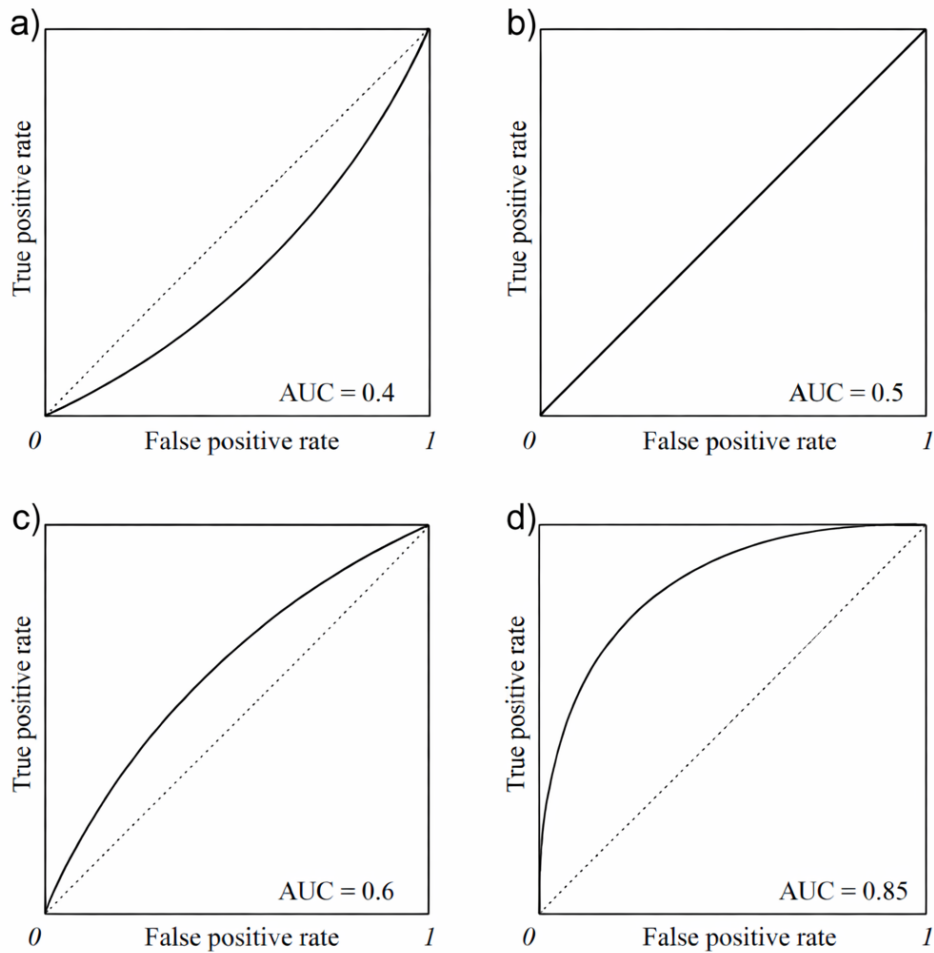 a)
True positive rate
AUC = 0.4
0 False positive rate 1
b)
True positive rate
AUC = 0.5
0 False positive rate 1
c)
True positive rate
AUC = 0.6
0 False positive rate 1
d)
True positive rate
AUC = 0.85
0 False positive rate 1